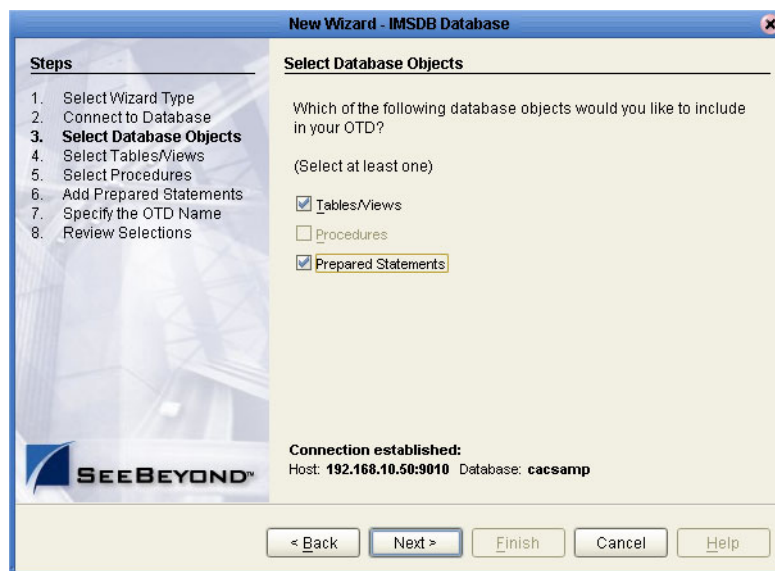 New Wizard - IMSDB Database
Steps
1. Select Wizard Type
2. Connect to Database
3. Select Database Objects
4. Select Tables/Views
5. Select Procedures
6. Add Prepared Statements
7. Specify the OTD Name
8. Review Selections
SEEBEYOND™
Select Database Objects
Which of the following database objects would you like to include
in your OTD?
(Select at least one)
Tables/Views
Procedures
Prepared Statements
Connection established:
Host: 192.168.10.50:9010 Database: cacsamp
< Back Next > Finish Cancel Help